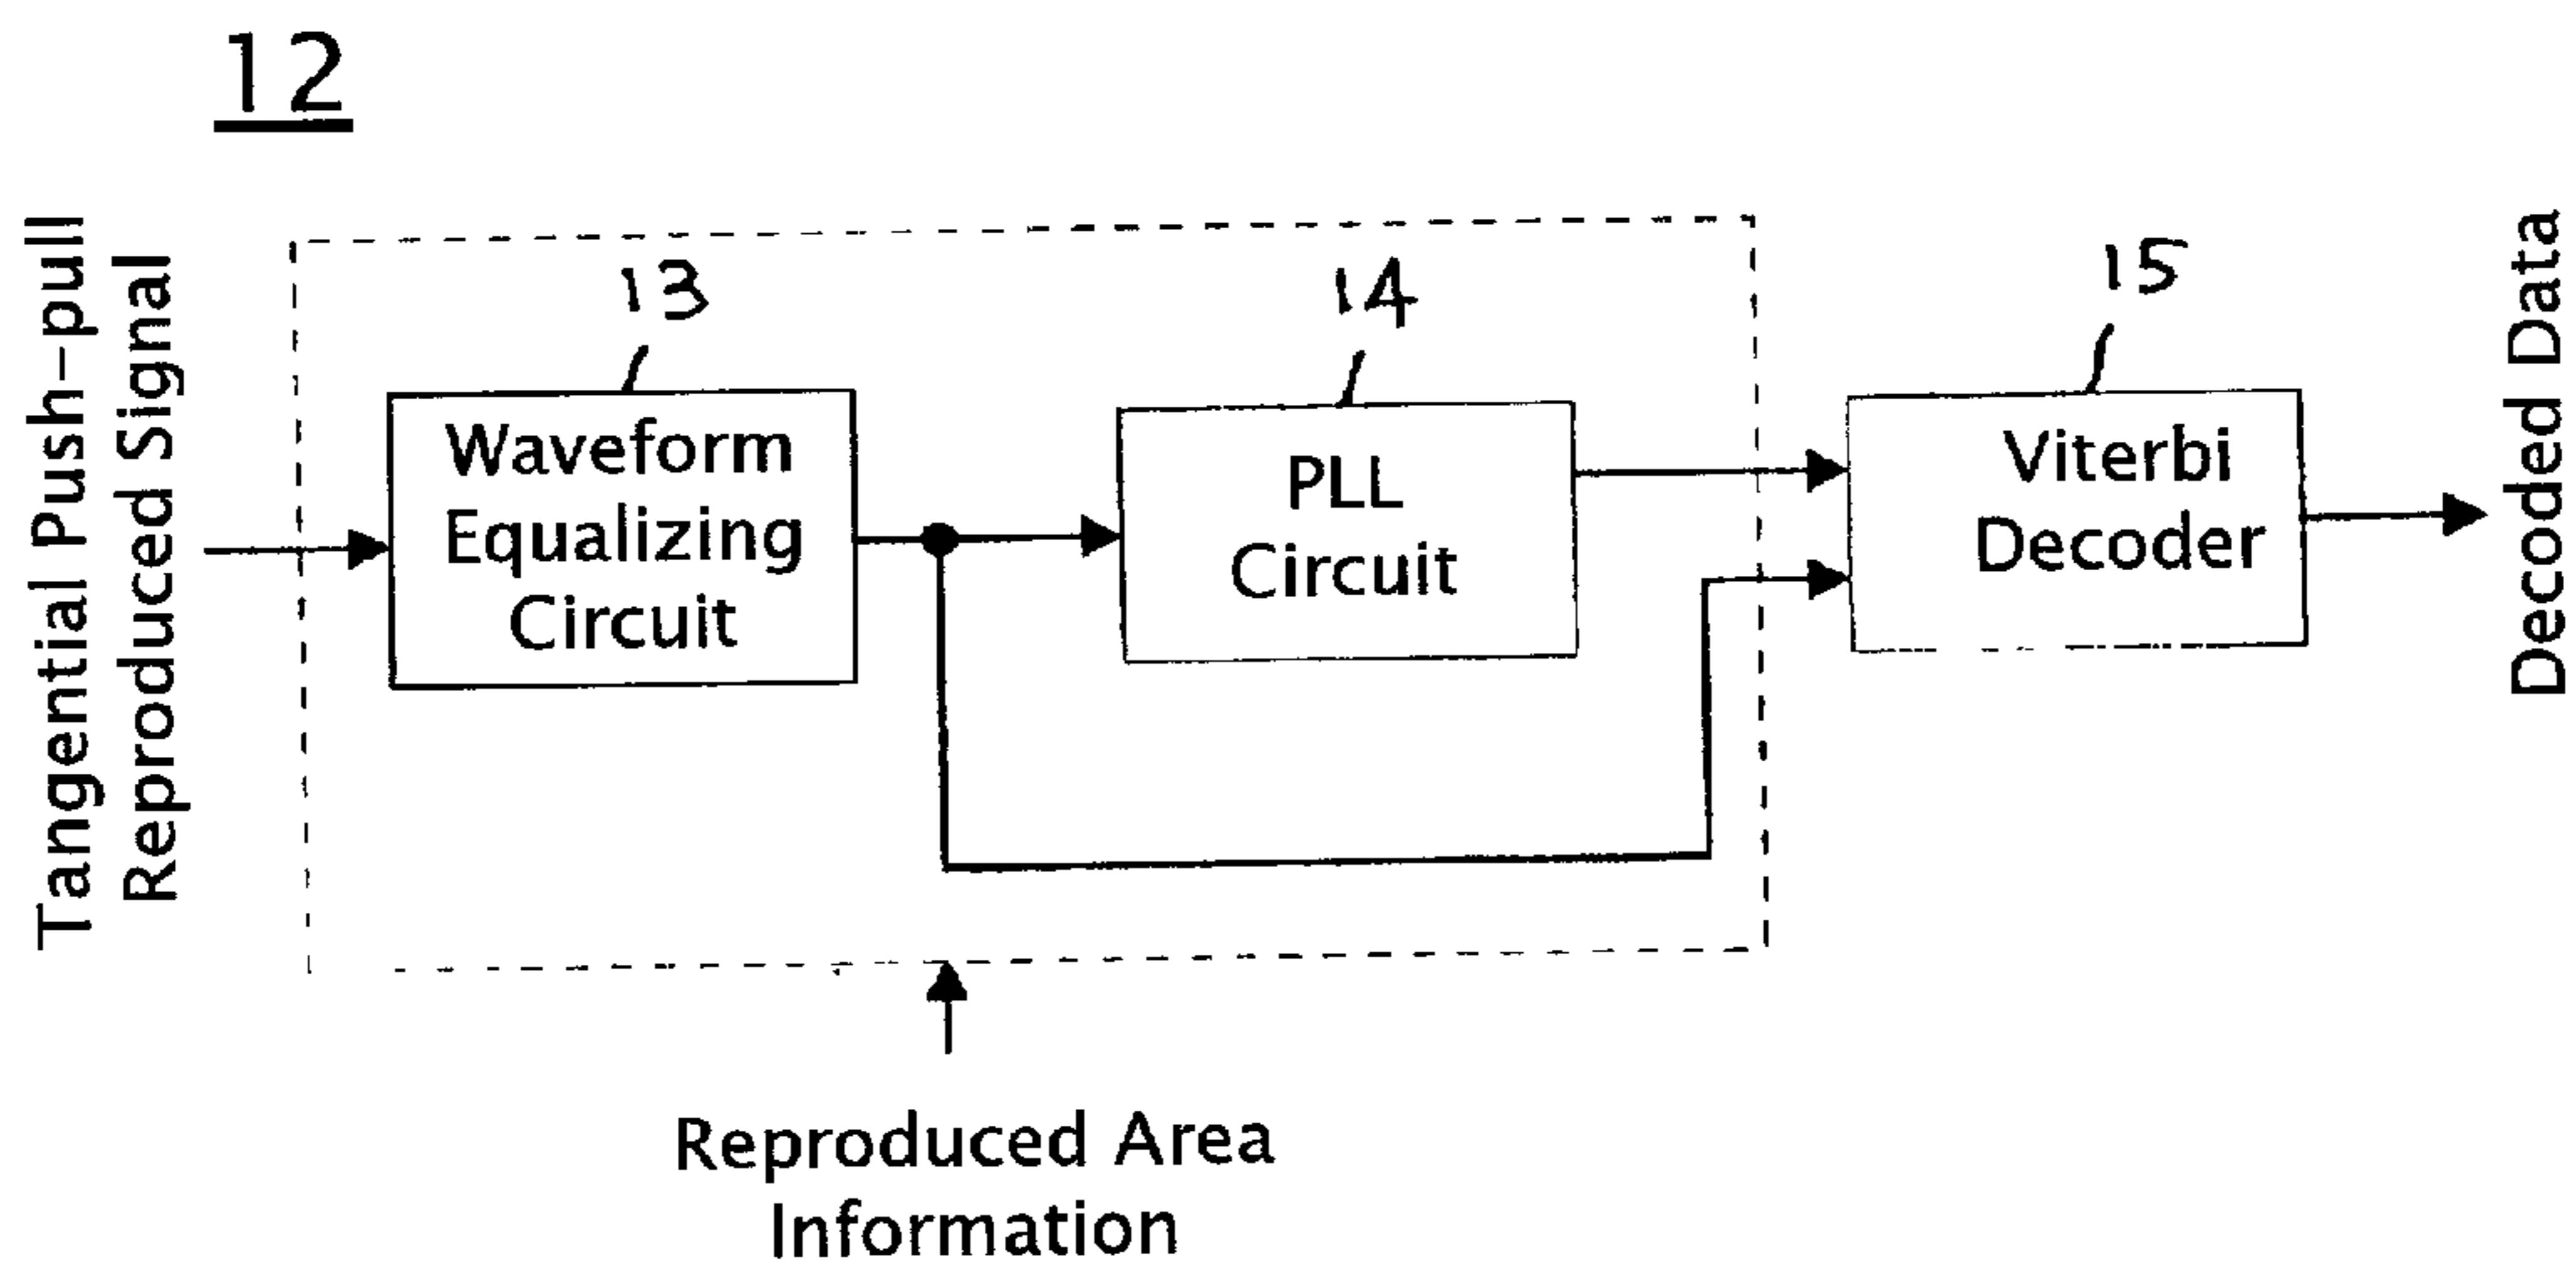 12
Tangential Push-pull
Reproduced Signal
13
Waveform
Equalizing
Circuit
14
PLL
Circuit
15
Viterbi
Decoder
Decoded Data
Reproduced Area
Information